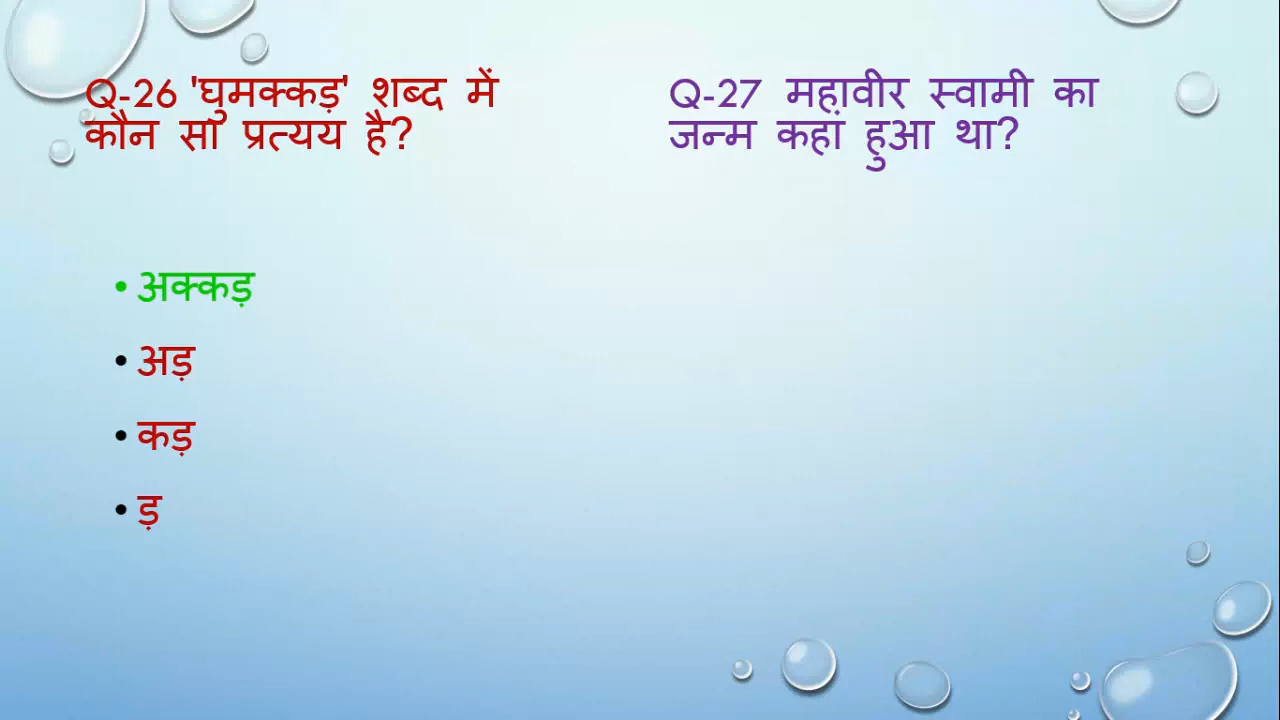 Q-26 'घुमक्कड़' शब्द में
कौन सा प्रत्यय है?
• अक्कड़
• अड़
• कड़
• ड़
Q-27 महावीर स्वामी का
जन्म कहां हुआ था?